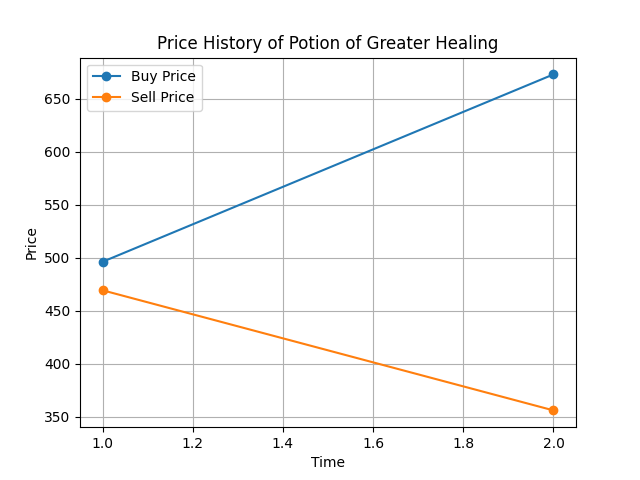 Price History of Potion of Greater Healing
Buy Price
Sell Price
Price
650
600
550
500
450
400
350
1.0 1.2 1.4 1.6 1.8 2.0
Time